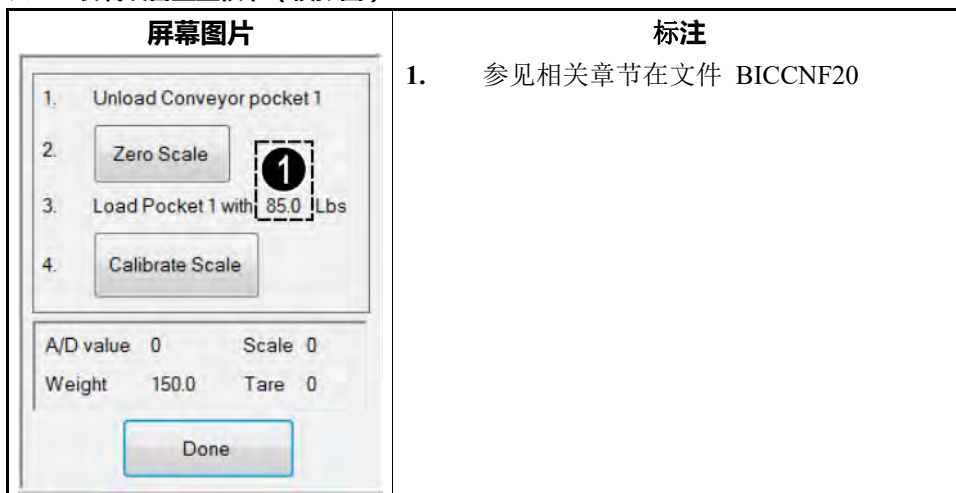 屏幕图片
标注
1. Unload Conveyor pocket 1
2. Zero Scale
1
3. Load Pocket 1 with 85.0 Lbs
4. Calibrate Scale
A/D value 0 Scale 0
Weight 150.0 Tare 0
Done
1. 参见相关章节在文件 BICCNF20